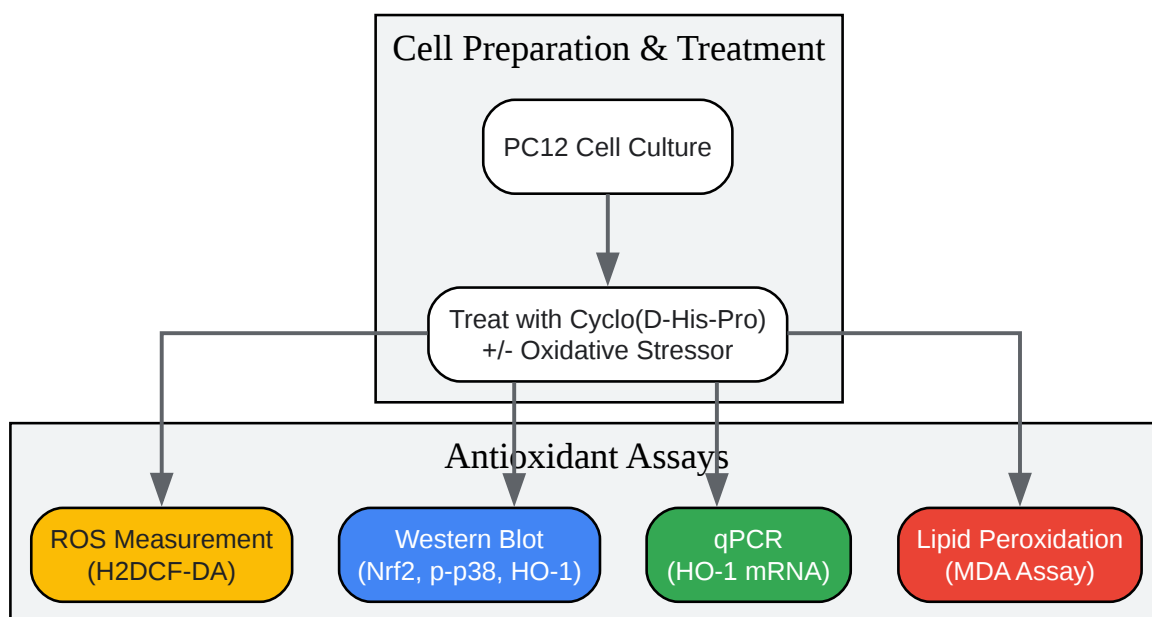 Cell Preparation & Treatment
PC12 Cell Culture
Treat with Cyclo(D-His-Pro)
+/- Oxidative Stressor
Antioxidant Assays
ROS Measurement
(H2DCF-DA)
Western Blot
(Nrf2, p-p38, HO-1)
qPCR
(HO-1 mRNA)
Lipid Peroxidation
(MDA Assay)